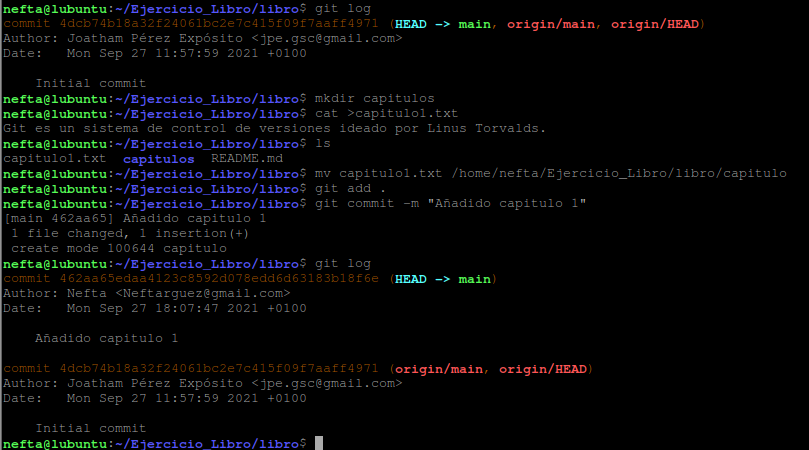 nefta@lubuntu:~/Ejercicio_Libro/libro$ git log
commit 4dcb74b18a32f24061bc2e7c415f09f7aaff4971 (HEAD -> main, origin/main, origin/HEAD)
Author: Joatham Pérez Expósito <jpe.gsc@gmail.com>
Date:   Mon Sep 27 11:57:59 2021 +0100

    Initial commit
nefta@lubuntu:~/Ejercicio_Libro/libro$ mkdir capitulos
nefta@lubuntu:~/Ejercicio_Libro/libro$ cat >capitulo1.txt
Git es un sistema de control de versiones ideado por Linus Torvalds.
nefta@lubuntu:~/Ejercicio_Libro/libro$ ls
capitulo1.txt  capitulos  README.md
nefta@lubuntu:~/Ejercicio_Libro/libro$ mv capitulo1.txt /home/nefta/Ejercicio_Libro/libro/capitulo
nefta@lubuntu:~/Ejercicio_Libro/libro$ git add .
nefta@lubuntu:~/Ejercicio_Libro/libro$ git commit -m "Añadido capitulo 1"
[main 462aa65] Añadido capitulo 1
 1 file changed, 1 insertion(+)
 create mode 100644 capitulo
nefta@lubuntu:~/Ejercicio_Libro/libro$ git log
commit 462aa65edaa4123c8592d078edd6d63183b18f6e (HEAD -> main)
Author: Nefta <Neftarguez@gmail.com>
Date:   Mon Sep 27 18:07:47 2021 +0100

    Añadido capitulo 1

commit 4dcb74b18a32f24061bc2e7c415f09f7aaff4971 (origin/main, origin/HEAD)
Author: Joatham Pérez Expósito <jpe.gsc@gmail.com>
Date:   Mon Sep 27 11:57:59 2021 +0100

    Initial commit
nefta@lubuntu:~/Ejercicio_Libro/libro$